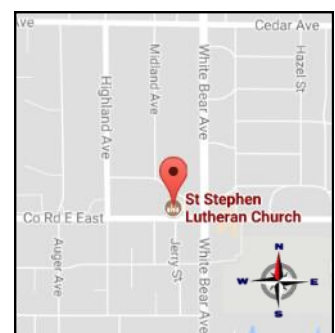 Ave
Cedar Ave
Highland Ave
Midland Ave
White Bear Ave
Hazel St
St Stephen
Lutheran Church
Co Rd E East
Auger Ave
Jerry St
White Bear Ave
N
W
E
S